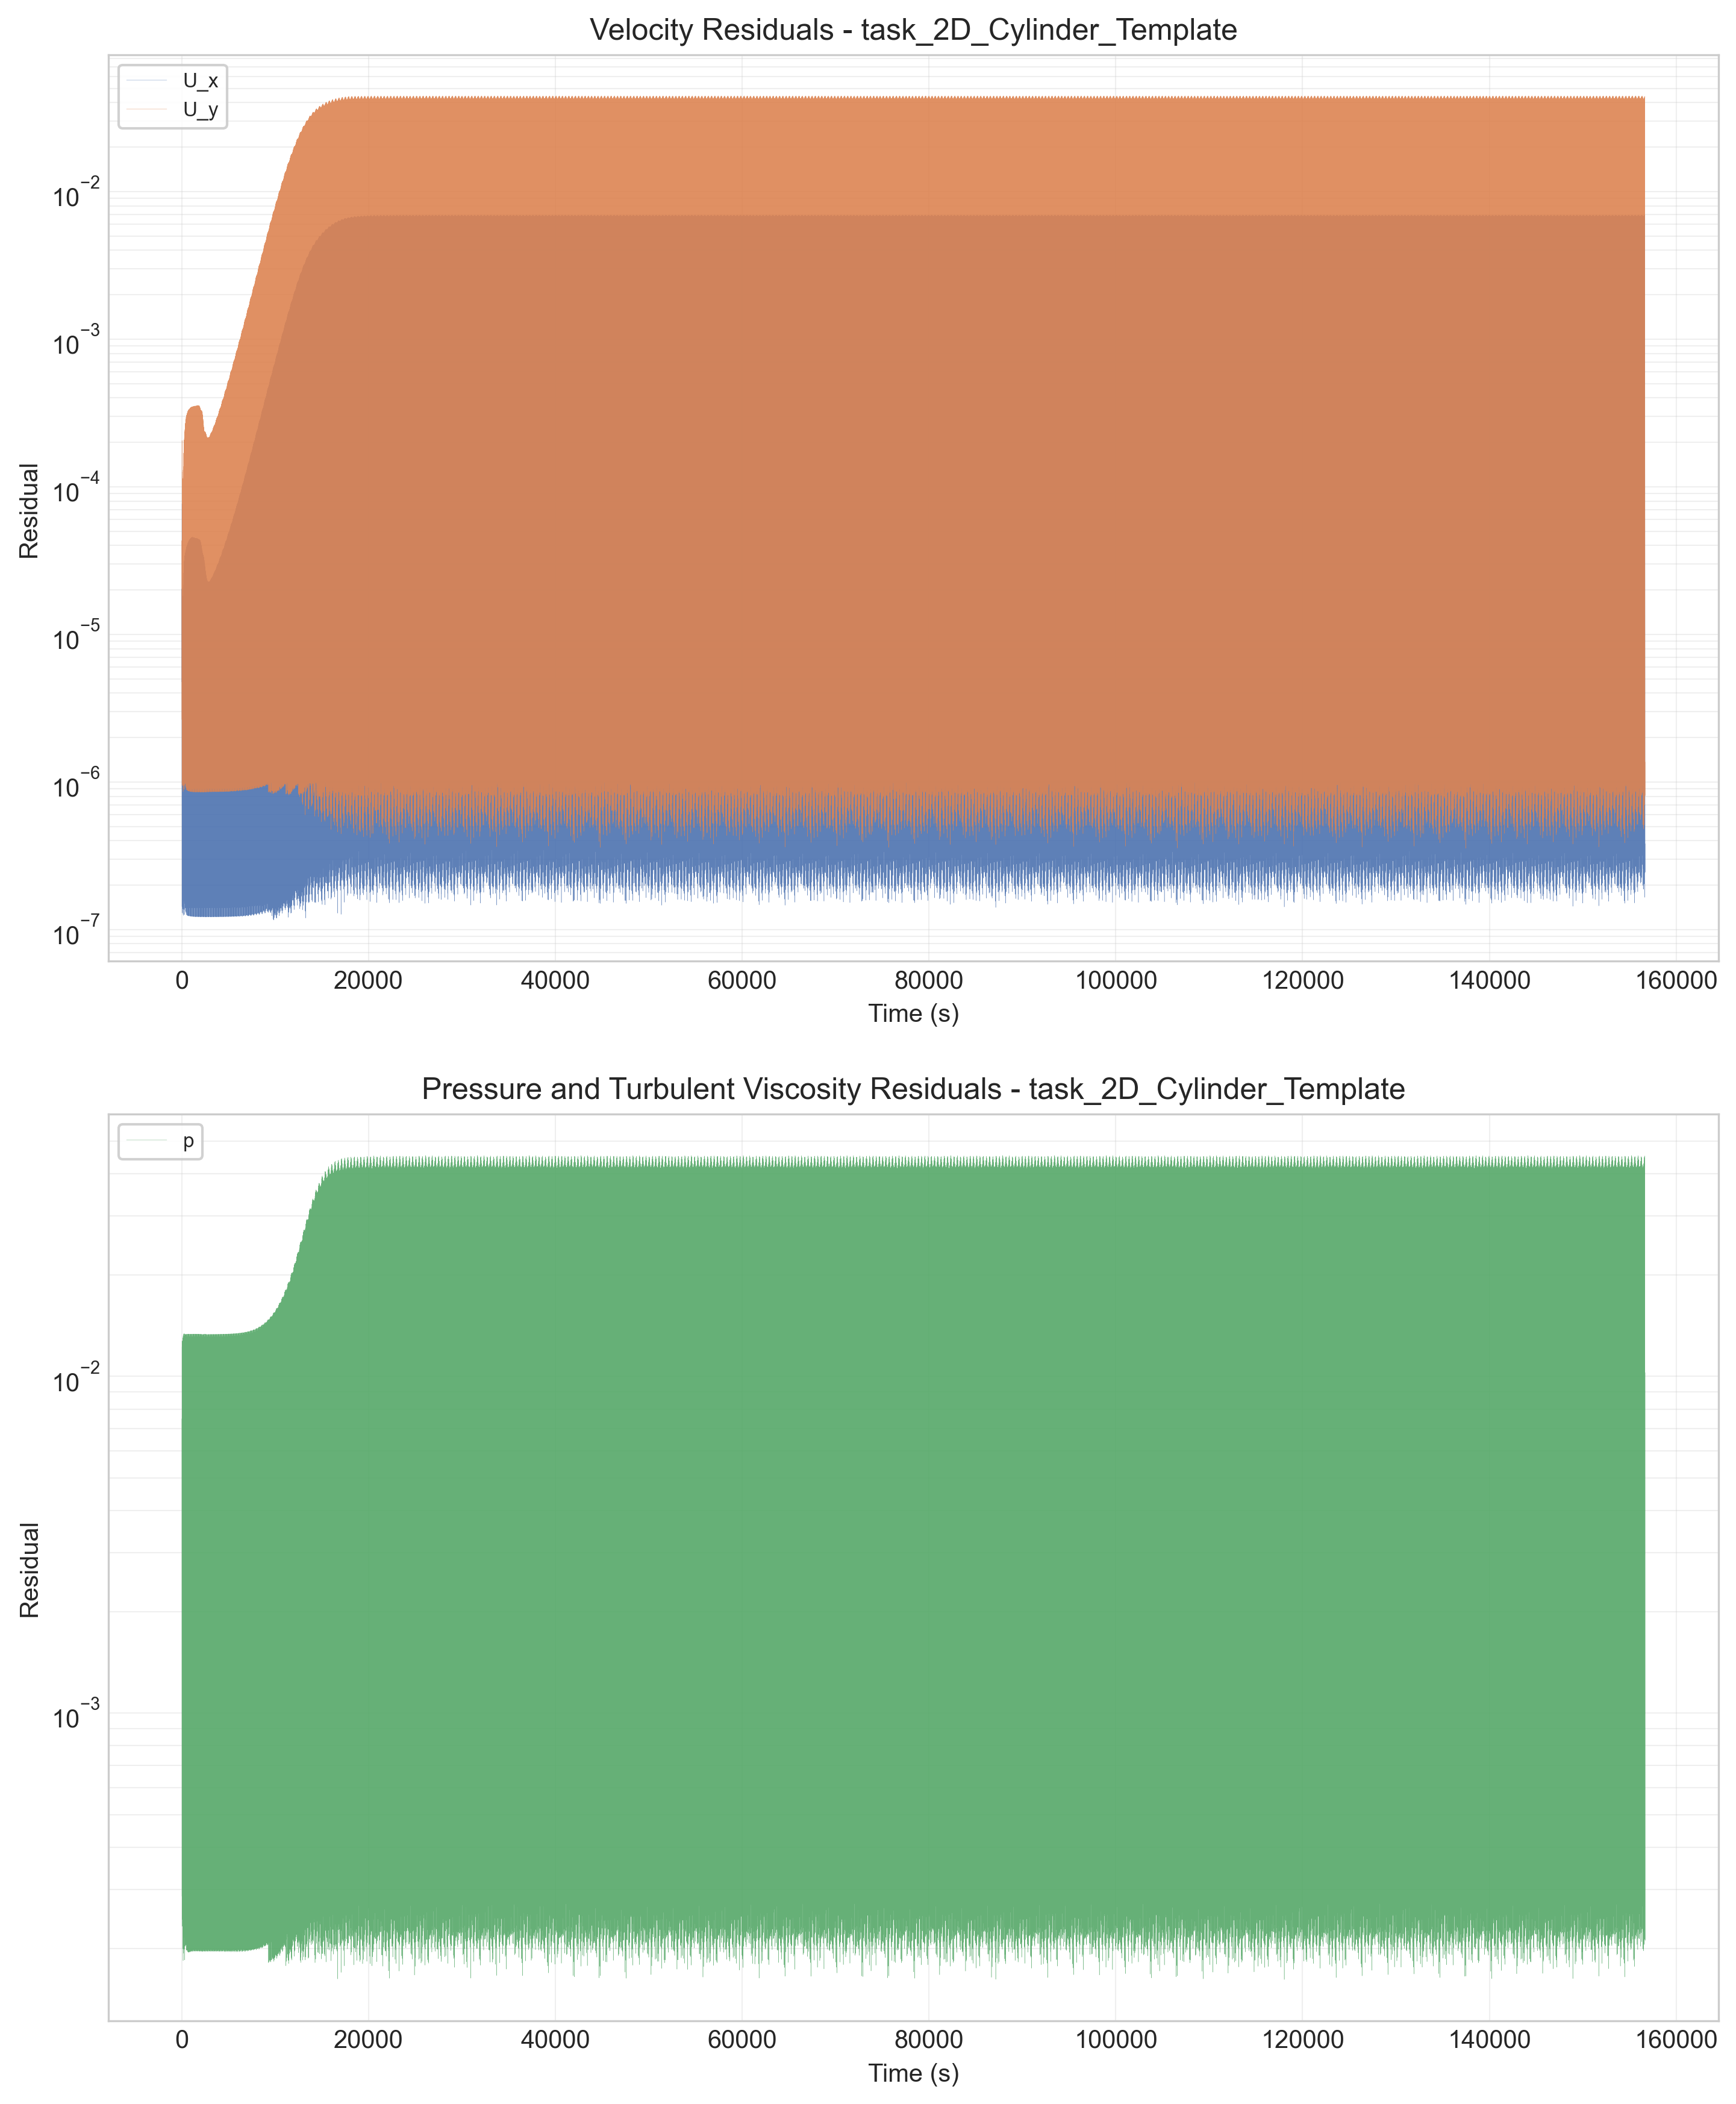 Velocity Residuals - task_2D_Cylinder_Template
U_x
U_y
10⁻²
10⁻³
10⁻⁴
10⁻⁵
10⁻⁶
10⁻⁷
Residual
0 20000 40000 60000 80000 100000 120000 140000 160000
Time (s)
Pressure and Turbulent Viscosity Residuals - task_2D_Cylinder_Template
p
10⁻²
10⁻³
Residual
0 20000 40000 60000 80000 100000 120000 140000 160000
Time (s)